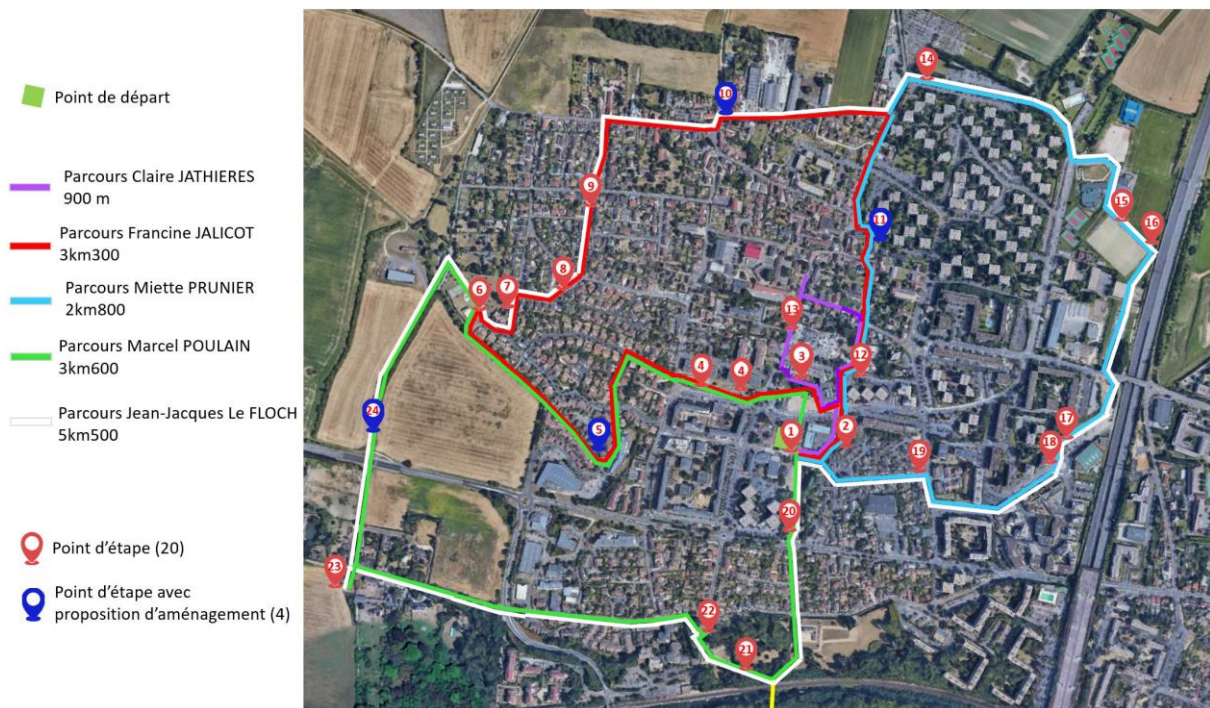 Point de départ
Parcours Claire JATHIERES
900 m
Parcours Francine JALICOT
3km300
Parcours Miette PRUNIER
2km800
Parcours Marcel POULAIN
3km600
Parcours Jean-Jacques Le FLOCH
5km500
Point d'étape (20)
Point d'étape avec
proposition d'aménagement (4)
14
10
9
15
11
16
8
7
6
13
3
12
4
4
24
5
1
2
17
18
19
20
23
22
21